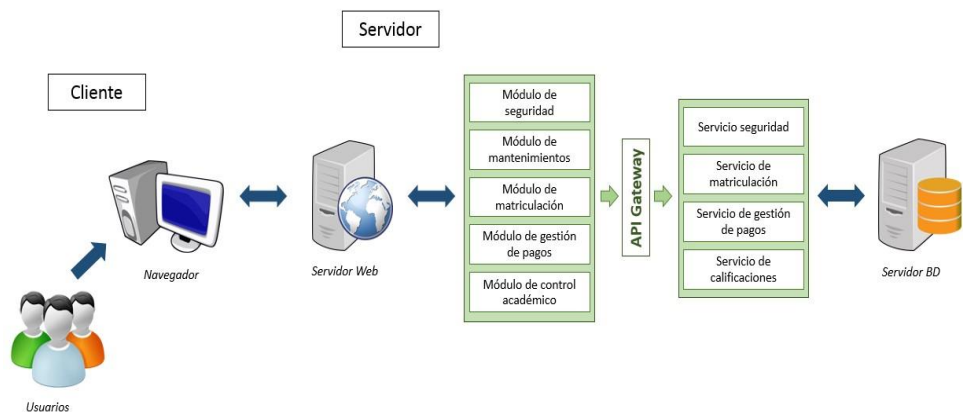 Servidor
Cliente
Usuarios
Navegador
Servidor Web
Módulo de
seguridad
Módulo de
mantenimientos
Módulo de
matriculación
Módulo de gestión
de pagos
Módulo de control
académico
API Gateway
Servicio seguridad
Servicio de
matriculación
Servicio de gestión
de pagos
Servicio de
calificaciones
Servidor BD